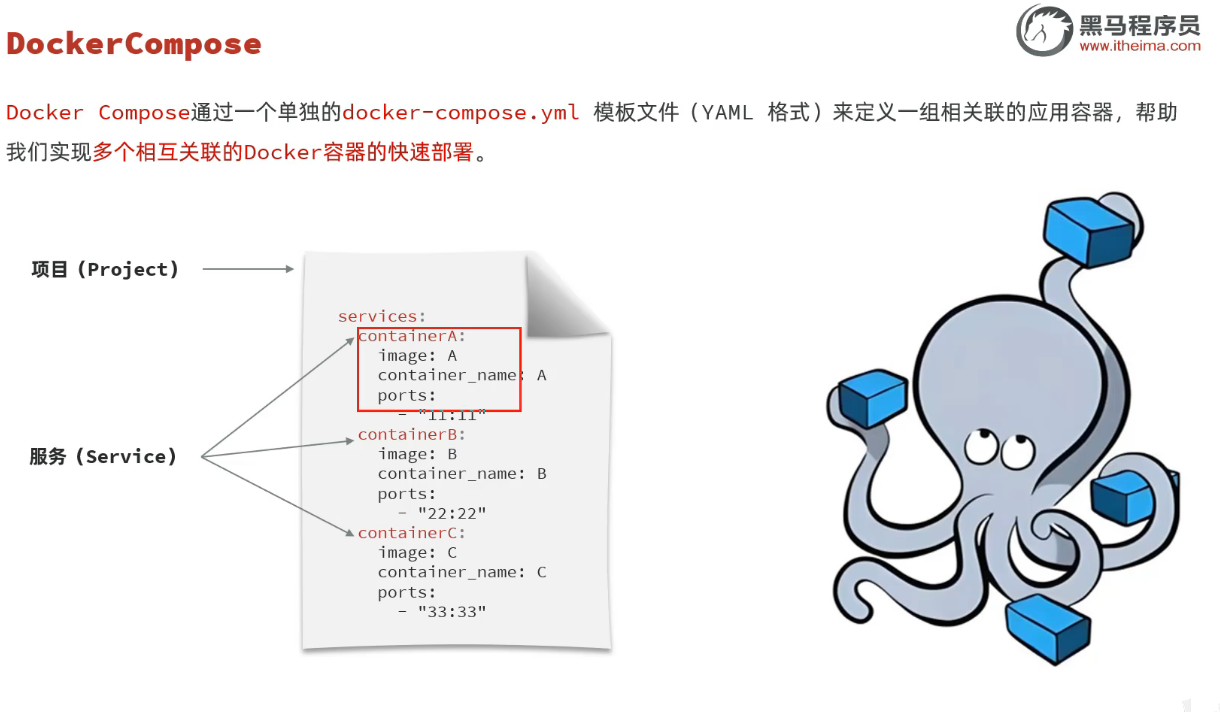 黑马程序员
www.itheima.com
DockerCompose
Docker Compose通过一个单独的docker-compose.yml 模板文件（YAML 格式）来定义一组相关联的应用容器，帮助
我们实现多个相互关联的Docker容器的快速部署。
项目（Project）
services:
containerA:
image: A
container_name: A
ports:
- "11:11"
containerB:
image: B
container_name: B
ports:
- "22:22"
containerC:
image: C
container_name: C
ports:
- "33:33"
服务（Service）